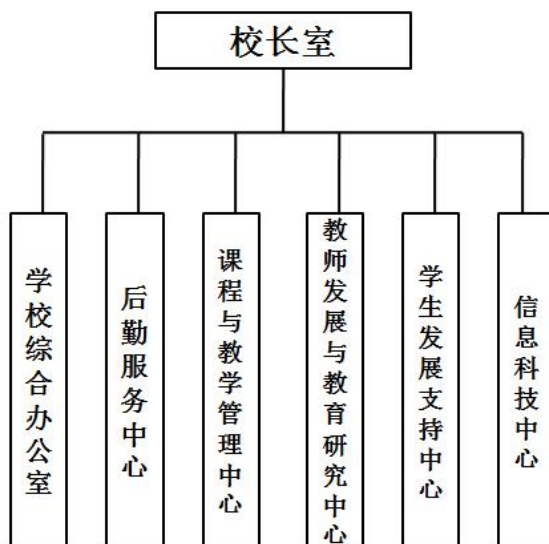 校长室
学校综合办公室
后勤服务中心
课程与教学管理中心
教师发展与教育研究中心
学生发展支持中心
信息科技中心